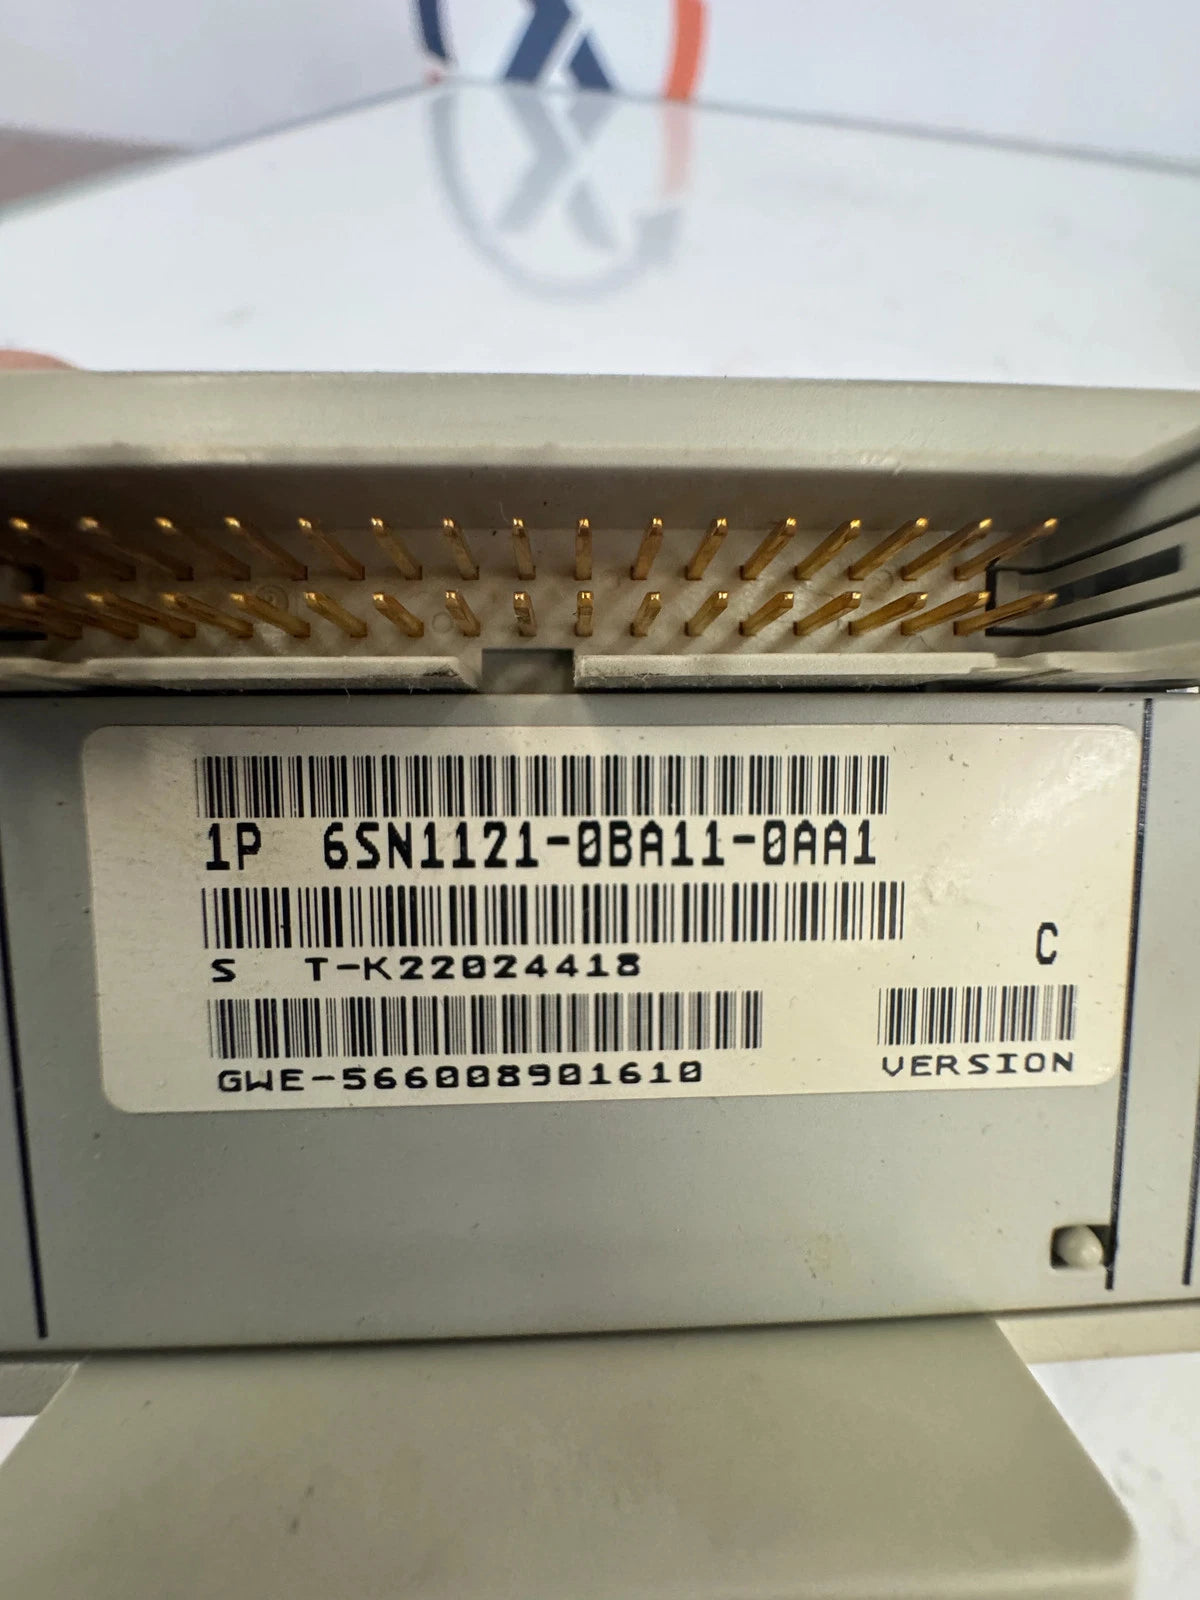 1P 6SN1121-0BA11-0AA1
S T-K22024418
C
GWE-566008901610
VERSION